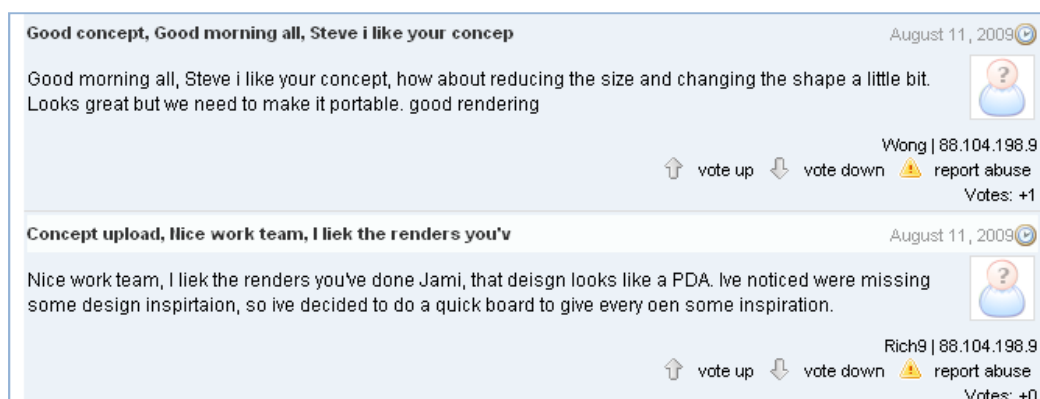 Good concept, Good morning all, Steve i like your concep
August 11, 2009
Good morning all, Steve i like your concept, how about reducing the size and changing the shape a little bit.
Looks great but we need to make it portable. good rendering
Wong | 88.104.198.9
vote up vote down report abuse
Votes: +1
Concept upload, Nice work team, I liek the renders you'v
August 11, 2009
Nice work team, I liek the renders you've done Jami, that deisgn looks like a PDA. Ive noticed were missing
some design inspirtaion, so ive decided to do a quick board to give every oen some inspiration.
Rich9 | 88.104.198.9
vote up vote down report abuse
Votes: +0